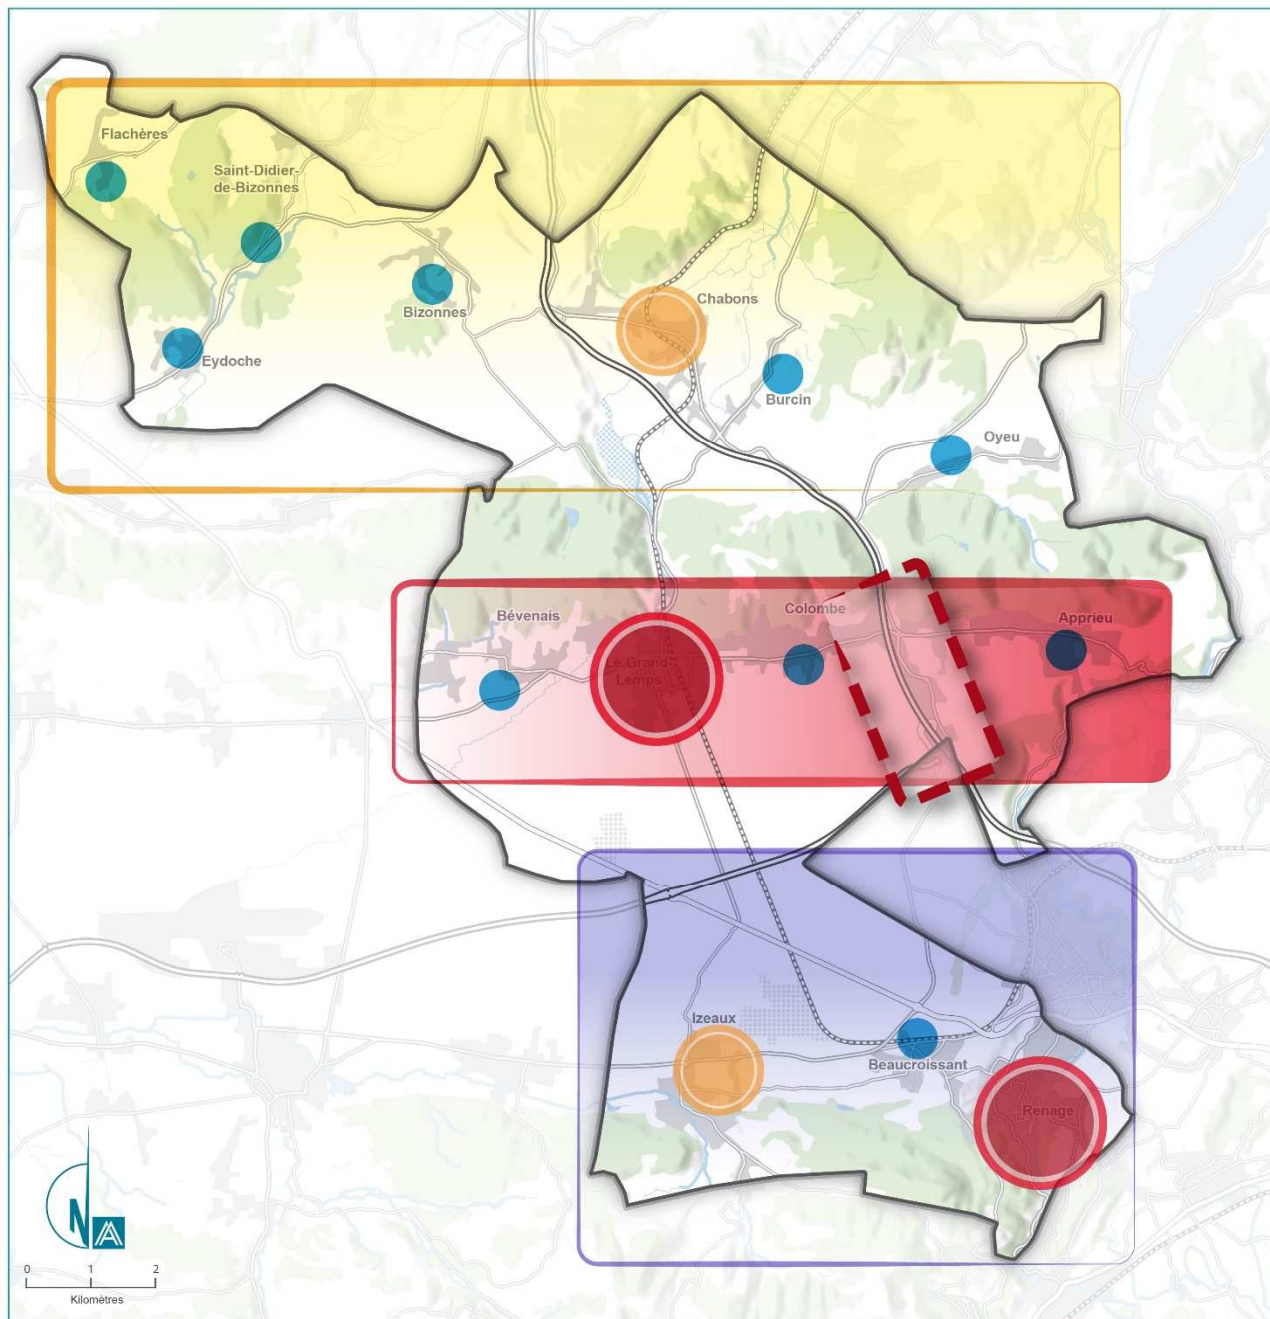 Flachères
Saint-Didier-
de-Bizonnes
Bizonnes
Eydoche
Chabons
Burcin
Oyeu
Bévenais
Le Grand-
Lemps
Colombe
Apprieu
Izeaux
Beaucroissant
Renage
N
0 1 2
Kilomètres